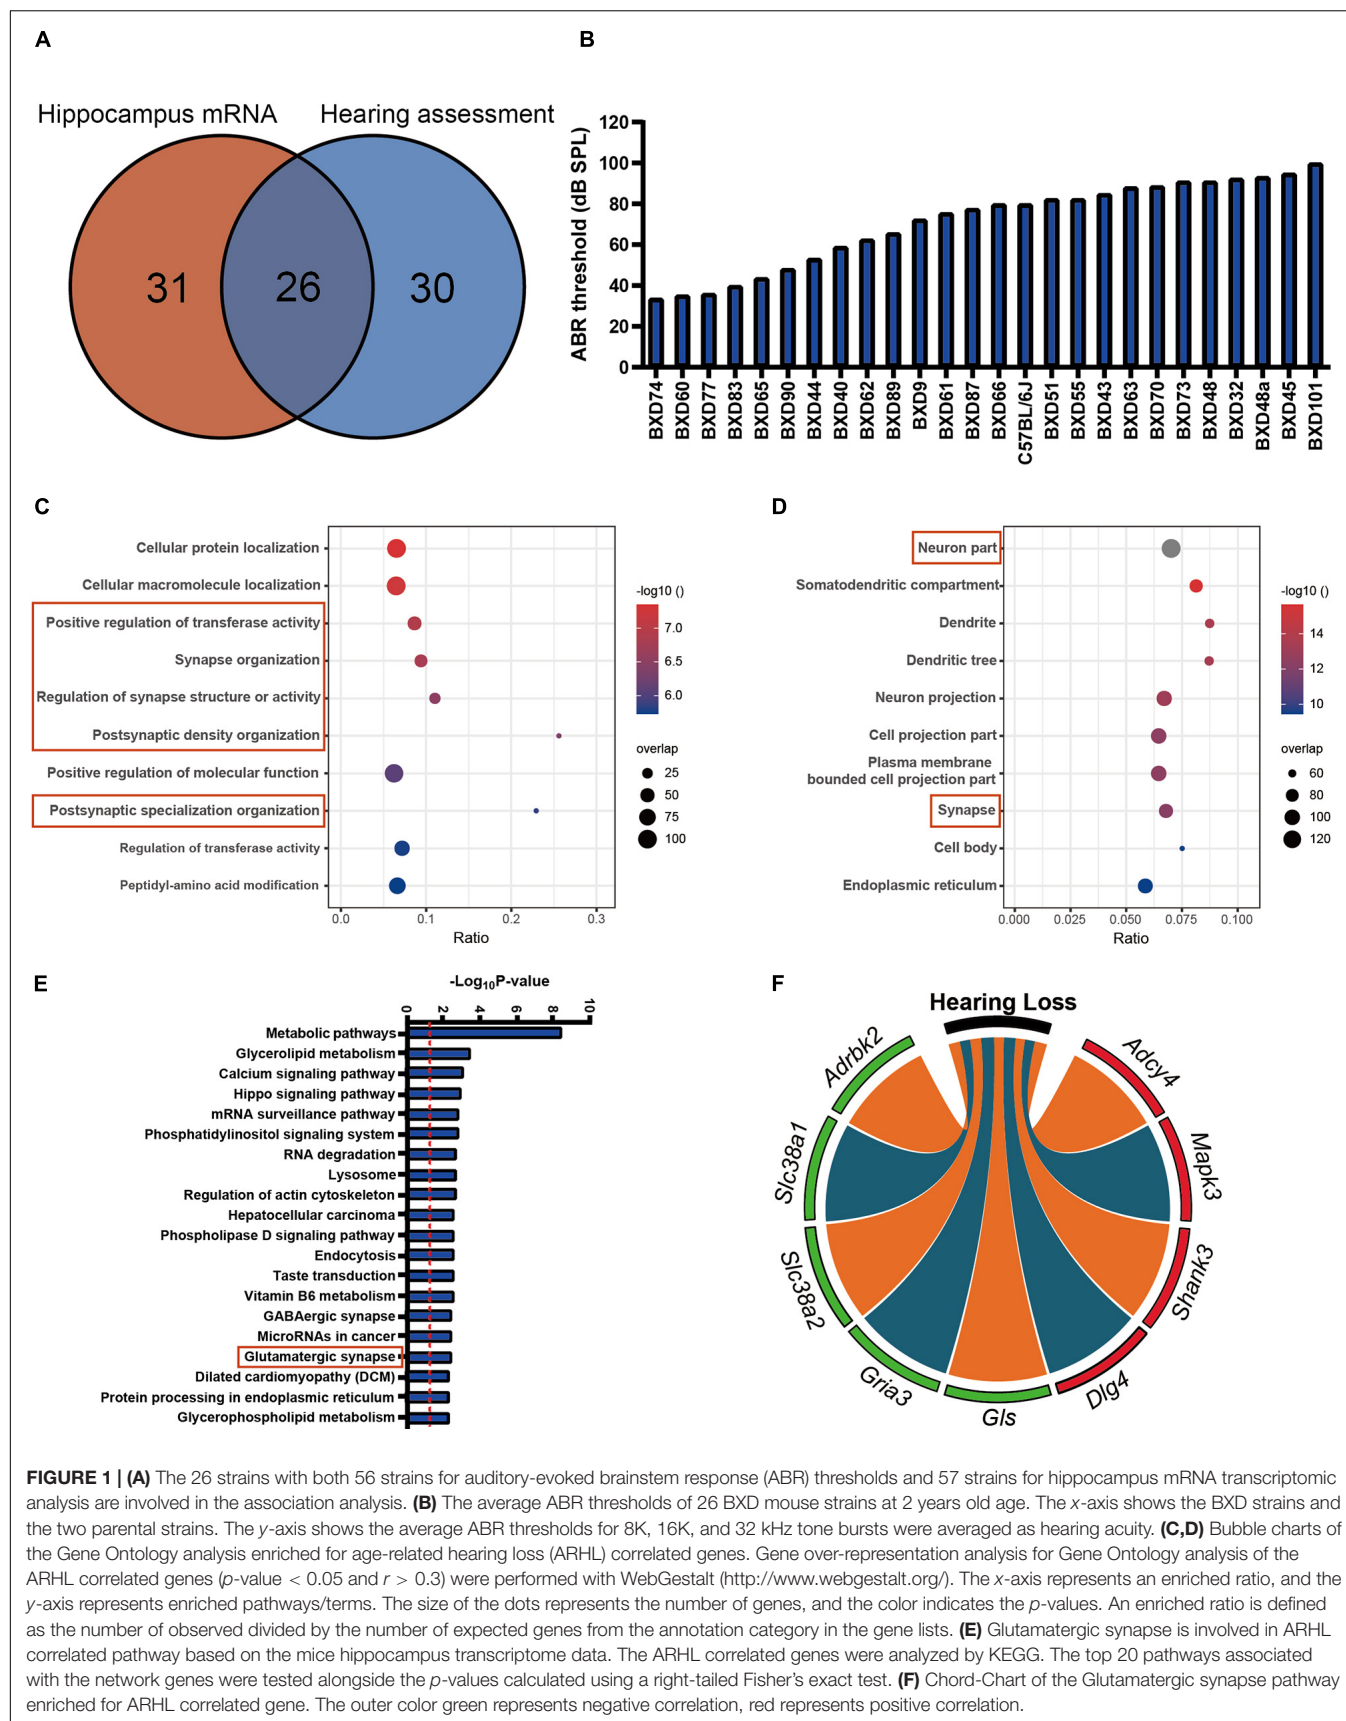 A
Hippocampus mRNA
Hearing assessment
31
26
30
B
ABR threshold (dB SPL)
120
100
80
60
40
20
0
BXD74
BXD60
BXD77
BXD83
BXD65
BXD90
BXD44
BXD40
BXD62
BXD89
BXD9
BXD61
BXD87
BXD66
C57BL/6J
BXD51
BXD55
BXD43
BXD63
BXD70
BXD73
BXD48
BXD32
BXD48a
BXD45
BXD101
C
Cellular protein localization
Cellular macromolecule localization
Positive regulation of transferase activity
Synapse organization
Regulation of synapse structure or activity
Postsynaptic density organization
Positive regulation of molecular function
Postsynaptic specialization organization
Regulation of transferase activity
Peptidyl-amino acid modification
0.0 0.1 0.2 0.3
Ratio
-log10 ()
7.0
6.5
6.0
overlap
25
50
75
100
D
Neuron part
Somatodendritic compartment
Dendrite
Dendritic tree
Neuron projection
Cell projection part
Plasma membrane
bounded cell projection part
Synapse
Cell body
Endoplasmic reticulum
0.000 0.025 0.050 0.075 0.100
Ratio
-log10 ()
14
12
10
overlap
60
80
100
120
E
-Log10P-value
0 2 4 6 8 10
Metabolic pathways
Glycerolipid metabolism
Calcium signaling pathway
Hippo signaling pathway
mRNA surveillance pathway
Phosphatidylinositol signaling system
RNA degradation
Lysosome
Regulation of actin cytoskeleton
Hepatocellular carcinoma
Phospholipase D signaling pathway
Endocytosis
Taste transduction
Vitamin B6 metabolism
GABAergic synapse
MicroRNAs in cancer
Glutamatergic synapse
Dilated cardiomyopathy (DCM)
Protein processing in endoplasmic reticulum
Glycerophospholipid metabolism
F
Hearing Loss
Adrbk2
Slc38a1
Slc38a2
Gria3
Gls
Dlg4
Shank3
Mapk3
Adcy4
FIGURE 1 | (A) The 26 strains with both 56 strains for auditory-evoked brainstem response (ABR) thresholds and 57 strains for hippocampus mRNA transcriptomic
analysis are involved in the association analysis. (B) The average ABR thresholds of 26 BXD mouse strains at 2 years old age. The x-axis shows the BXD strains and
the two parental strains. The y-axis shows the average ABR thresholds for 8K, 16K, and 32 kHz tone bursts were averaged as hearing acuity. (C,D) Bubble charts of
the Gene Ontology analysis enriched for age-related hearing loss (ARHL) correlated genes. Gene over-representation analysis for Gene Ontology analysis of the
ARHL correlated genes (p-value < 0.05 and r > 0.3) were performed with WebGestalt (http://www.webgestalt.org/). The x-axis represents an enriched ratio, and the
y-axis represents enriched pathways/terms. The size of the dots represents the number of genes, and the color indicates the p-values. An enriched ratio is defined
as the number of observed divided by the number of expected genes from the annotation category in the gene lists. (E) Glutamatergic synapse is involved in ARHL
correlated pathway based on the mice hippocampus transcriptome data. The ARHL correlated genes were analyzed by KEGG. The top 20 pathways associated
with the network genes were tested alongside the p-values calculated using a right-tailed Fisher's exact test. (F) Chord-Chart of the Glutamatergic synapse pathway
enriched for ARHL correlated gene. The outer color green represents negative correlation, red represents positive correlation.